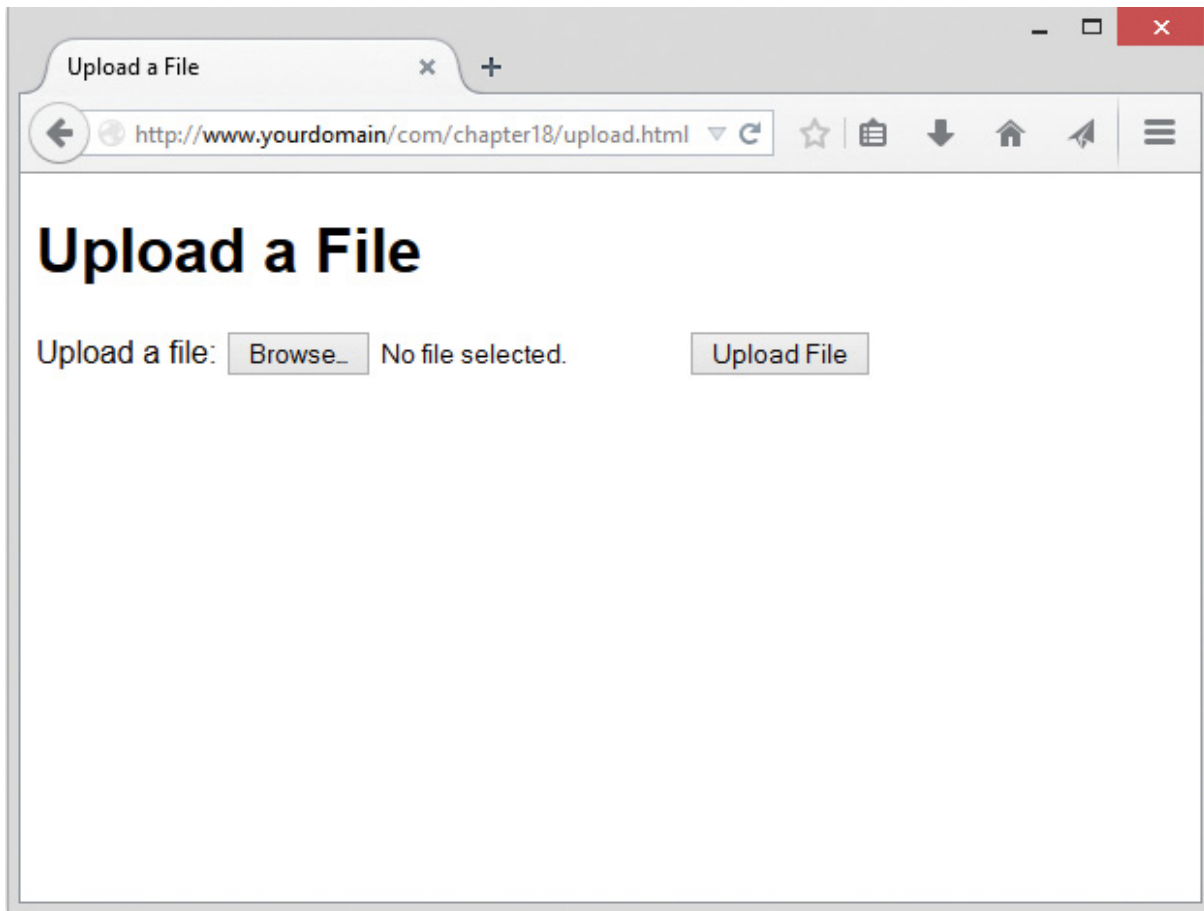 Upload a File
http://www.yourdomain/com/chapter18/upload.html
Upload a File
Upload a file: Browse… No file selected. Upload File